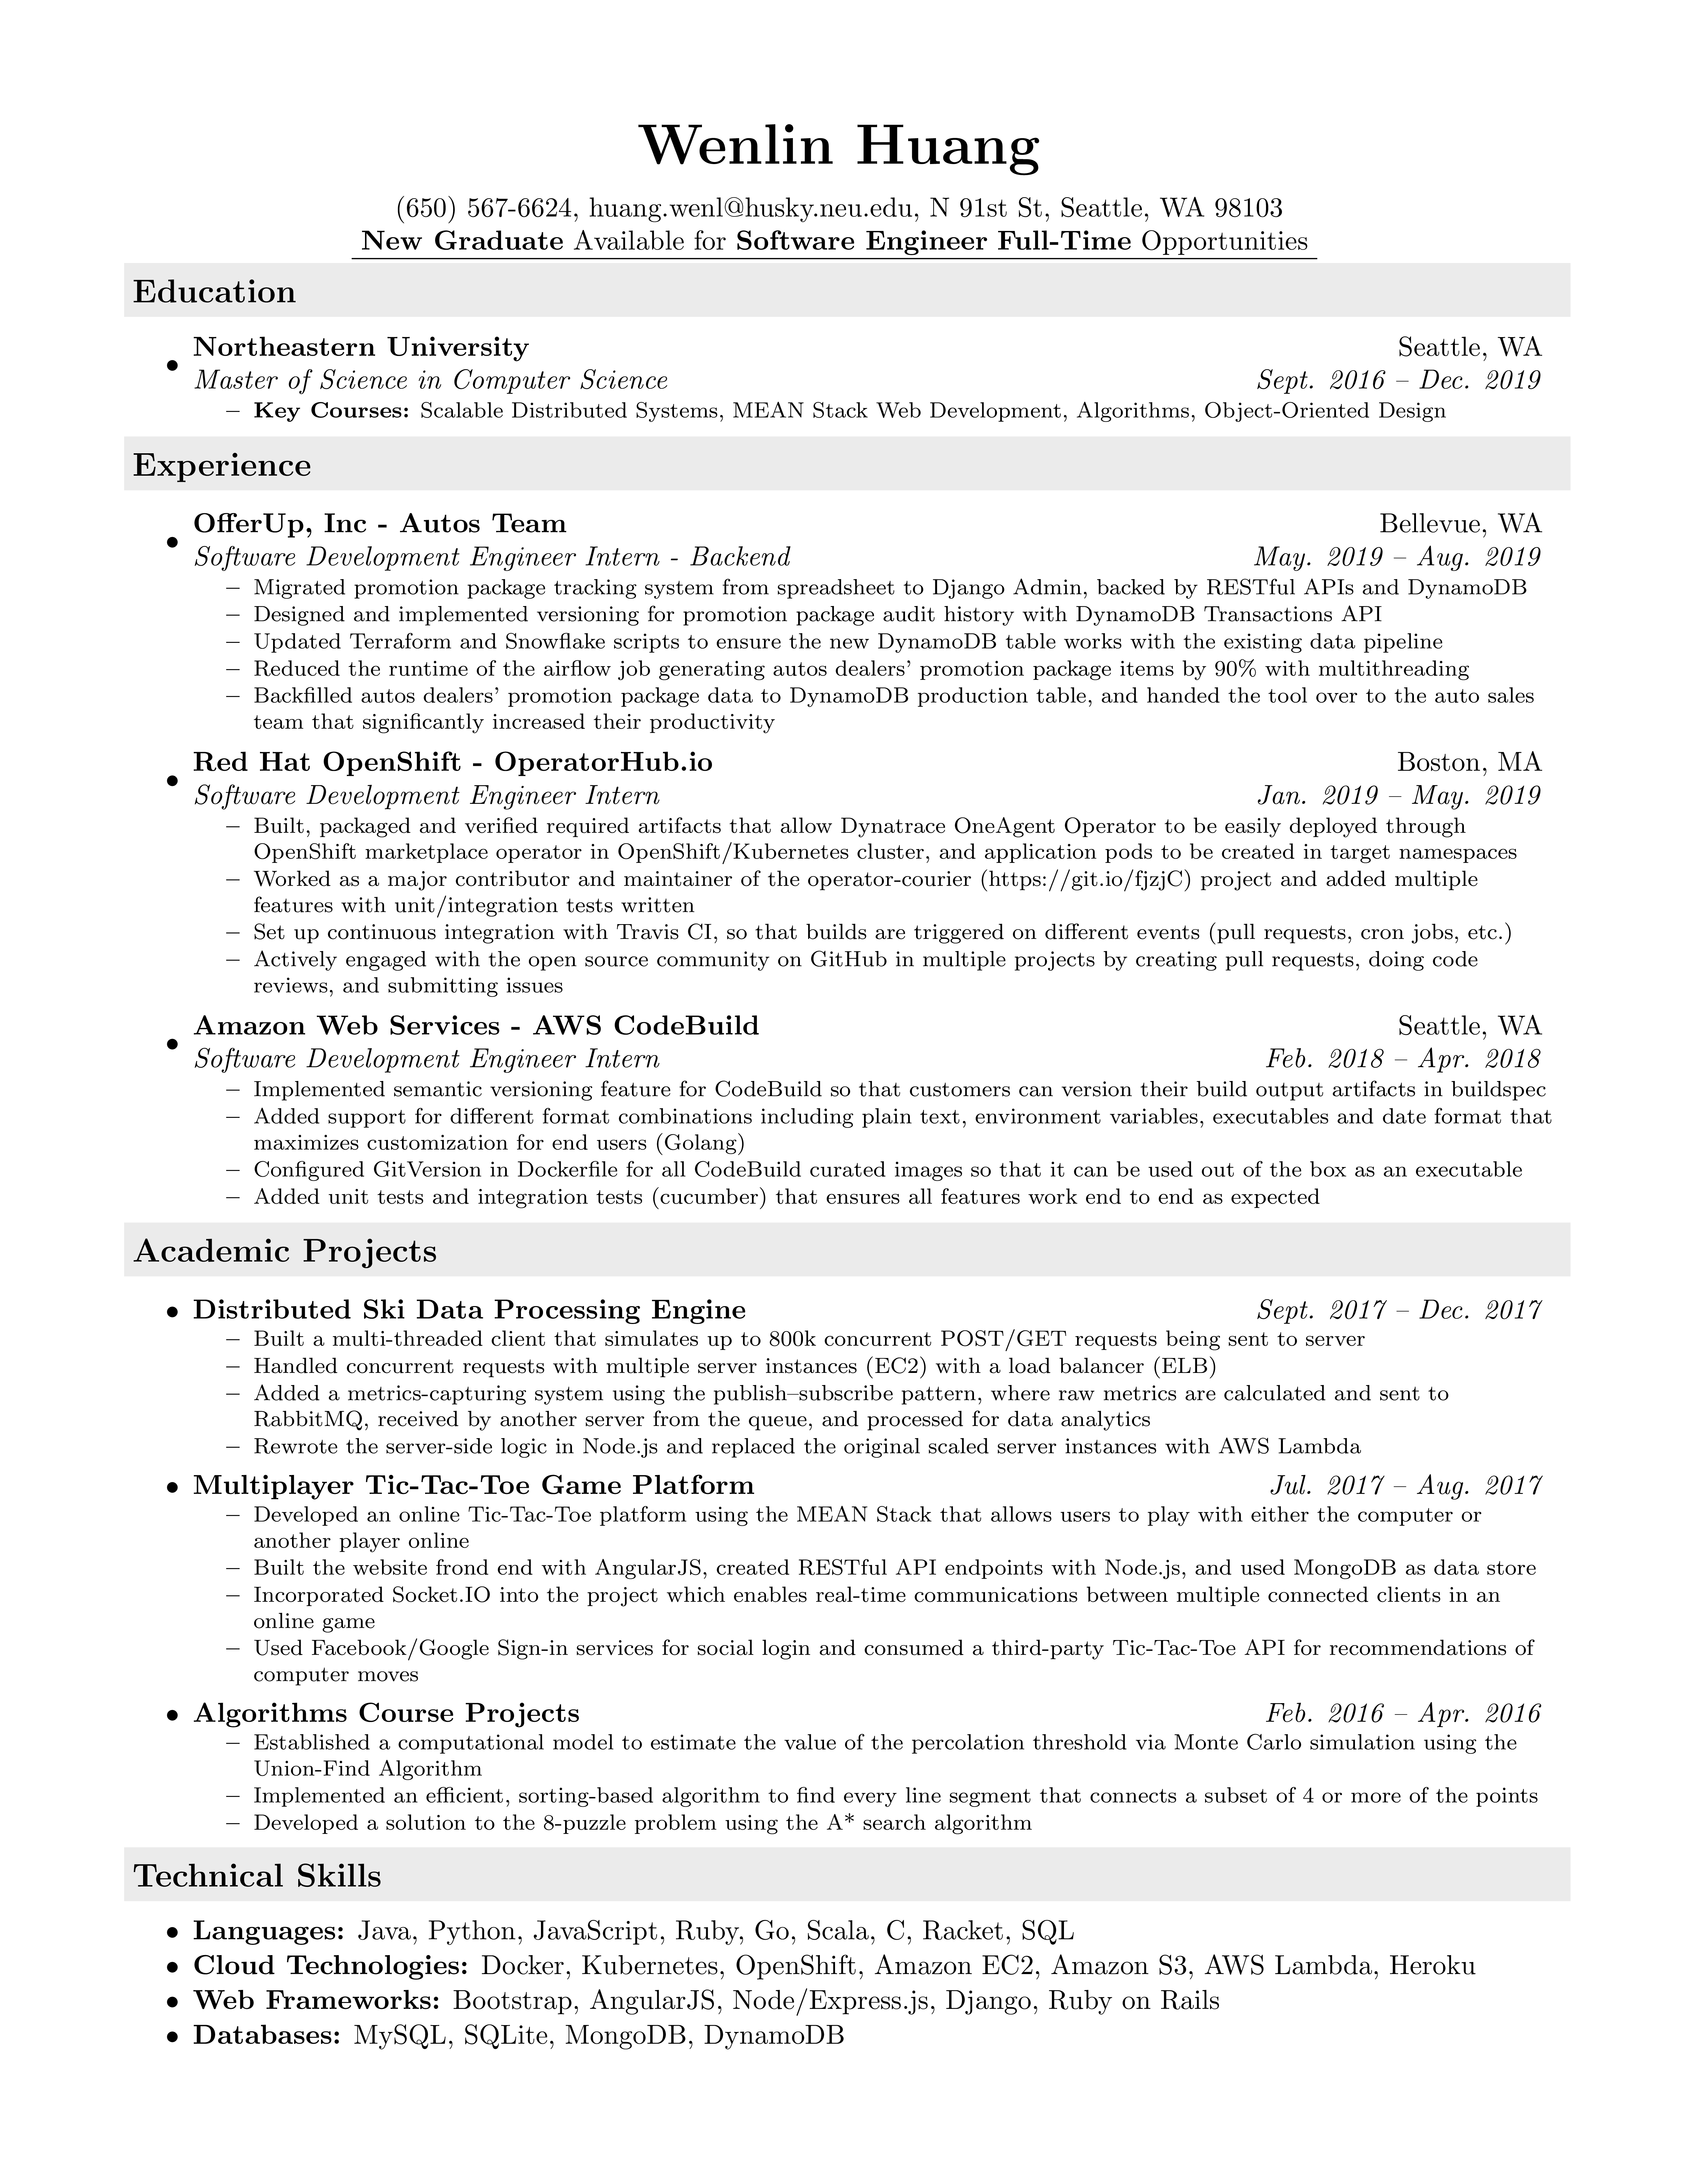 Wenlin Huang
(650) 567-6624, huang.wenl@husky.neu.edu, N 91st St, Seattle, WA 98103
New Graduate Available for Software Engineer Full-Time Opportunities
Education
• Northeastern University Seattle, WA
Master of Science in Computer Science Sept. 2016 – Dec. 2019
– Key Courses: Scalable Distributed Systems, MEAN Stack Web Development, Algorithms, Object-Oriented Design
Experience
• OfferUp, Inc - Autos Team Bellevue, WA
Software Development Engineer Intern - Backend May. 2019 – Aug. 2019
– Migrated promotion package tracking system from spreadsheet to Django Admin, backed by RESTful APIs and DynamoDB
– Designed and implemented versioning for promotion package audit history with DynamoDB Transactions API
– Updated Terraform and Snowflake scripts to ensure the new DynamoDB table works with the existing data pipeline
– Reduced the runtime of the airflow job generating autos dealers' promotion package items by 90% with multithreading
– Backfilled autos dealers' promotion package data to DynamoDB production table, and handed the tool over to the auto sales
team that significantly increased their productivity
• Red Hat OpenShift - OperatorHub.io Boston, MA
Software Development Engineer Intern Jan. 2019 – May. 2019
– Built, packaged and verified required artifacts that allow Dynatrace OneAgent Operator to be easily deployed through
OpenShift marketplace operator in OpenShift/Kubernetes cluster, and application pods to be created in target namespaces
– Worked as a major contributor and maintainer of the operator-courier (https://git.io/fjzjC) project and added multiple
features with unit/integration tests written
– Set up continuous integration with Travis CI, so that builds are triggered on different events (pull requests, cron jobs, etc.)
– Actively engaged with the open source community on GitHub in multiple projects by creating pull requests, doing code
reviews, and submitting issues
• Amazon Web Services - AWS CodeBuild Seattle, WA
Software Development Engineer Intern Feb. 2018 – Apr. 2018
– Implemented semantic versioning feature for CodeBuild so that customers can version their build output artifacts in buildspec
– Added support for different format combinations including plain text, environment variables, executables and date format that
maximizes customization for end users (Golang)
– Configured GitVersion in Dockerfile for all CodeBuild curated images so that it can be used out of the box as an executable
– Added unit tests and integration tests (cucumber) that ensures all features work end to end as expected
Academic Projects
• Distributed Ski Data Processing Engine Sept. 2017 – Dec. 2017
– Built a multi-threaded client that simulates up to 800k concurrent POST/GET requests being sent to server
– Handled concurrent requests with multiple server instances (EC2) with a load balancer (ELB)
– Added a metrics-capturing system using the publish–subscribe pattern, where raw metrics are calculated and sent to
RabbitMQ, received by another server from the queue, and processed for data analytics
– Rewrote the server-side logic in Node.js and replaced the original scaled server instances with AWS Lambda
• Multiplayer Tic-Tac-Toe Game Platform Jul. 2017 – Aug. 2017
– Developed an online Tic-Tac-Toe platform using the MEAN Stack that allows users to play with either the computer or
another player online
– Built the website frond end with AngularJS, created RESTful API endpoints with Node.js, and used MongoDB as data store
– Incorporated Socket.IO into the project which enables real-time communications between multiple connected clients in an
online game
– Used Facebook/Google Sign-in services for social login and consumed a third-party Tic-Tac-Toe API for recommendations of
computer moves
• Algorithms Course Projects Feb. 2016 – Apr. 2016
– Established a computational model to estimate the value of the percolation threshold via Monte Carlo simulation using the
Union-Find Algorithm
– Implemented an efficient, sorting-based algorithm to find every line segment that connects a subset of 4 or more of the points
– Developed a solution to the 8-puzzle problem using the A* search algorithm
Technical Skills
• Languages: Java, Python, JavaScript, Ruby, Go, Scala, C, Racket, SQL
• Cloud Technologies: Docker, Kubernetes, OpenShift, Amazon EC2, Amazon S3, AWS Lambda, Heroku
• Web Frameworks: Bootstrap, AngularJS, Node/Express.js, Django, Ruby on Rails
• Databases: MySQL, SQLite, MongoDB, DynamoDB